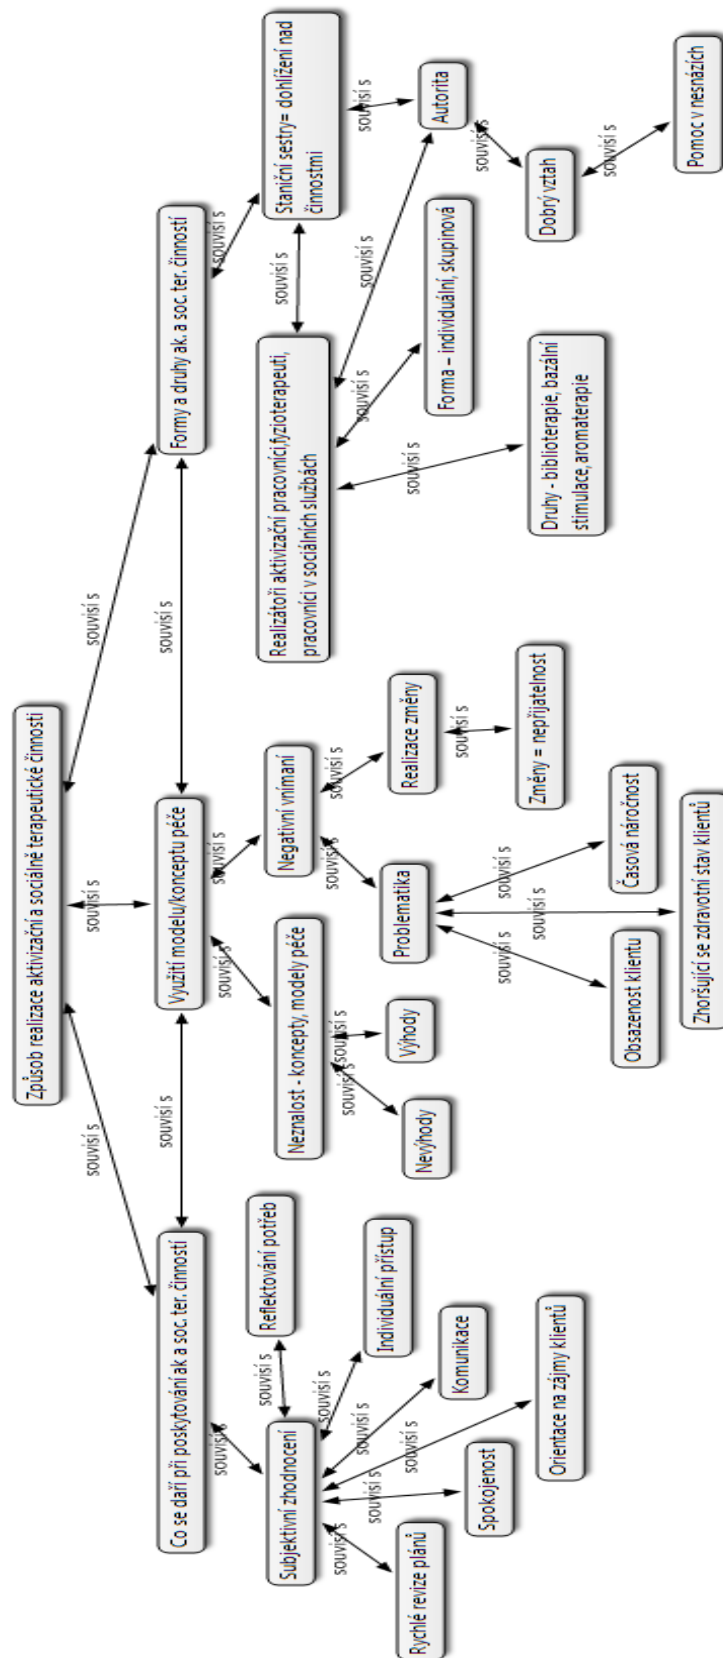 Způsob realizace aktivizační a sociálně terapeutické činnosti
souvisí s
souvisí s
souvisí s
Co se daří při poskytování ak a soc. ter. činností
souvisí s
Využití modelu/konceptu péče
souvisí s
Formy a druhy ak. a soc. ter. činností
souvisí s
souvisí s
souvisí s
souvisí s
Subjektivní zhodnocení
souvisí s
Reflektování potřeb
Neznalost - koncepty, modely péče
Negativní vnímaní
Realizátoři aktivizační pracovníci,fyzioterapeuti,
pracovníci v sociálních službách
souvisí s
Staniční sestry= dohlížení nad
činnostmi
souvisí s
souvisí s
souvisí s
souvisí s
souvisí s
souvisí s
souvisí s
souvisí s
souvisí s
souvisí s
souvisí s
souvisí s
souvisí s
souvisí s
Rychlé revize plánů
Spokojenost
Komunikace
Individuální přístup
Orientace na zájmy klientů
Nevýhody
Výhody
Problematika
Realizace změny
souvisí s
Změny = nepřijatelnost
souvisí s
souvisí s
souvisí s
Obsazenost klientu
Časová náročnost
Zhoršující se zdravotní stav klientů
Druhy - biblioterapie, bazální
stimulace, aromaterapie
Forma – individuální, skupinová
Autorita
souvisí s
Dobrý vztah
souvisí s
Pomoc v nesnázích